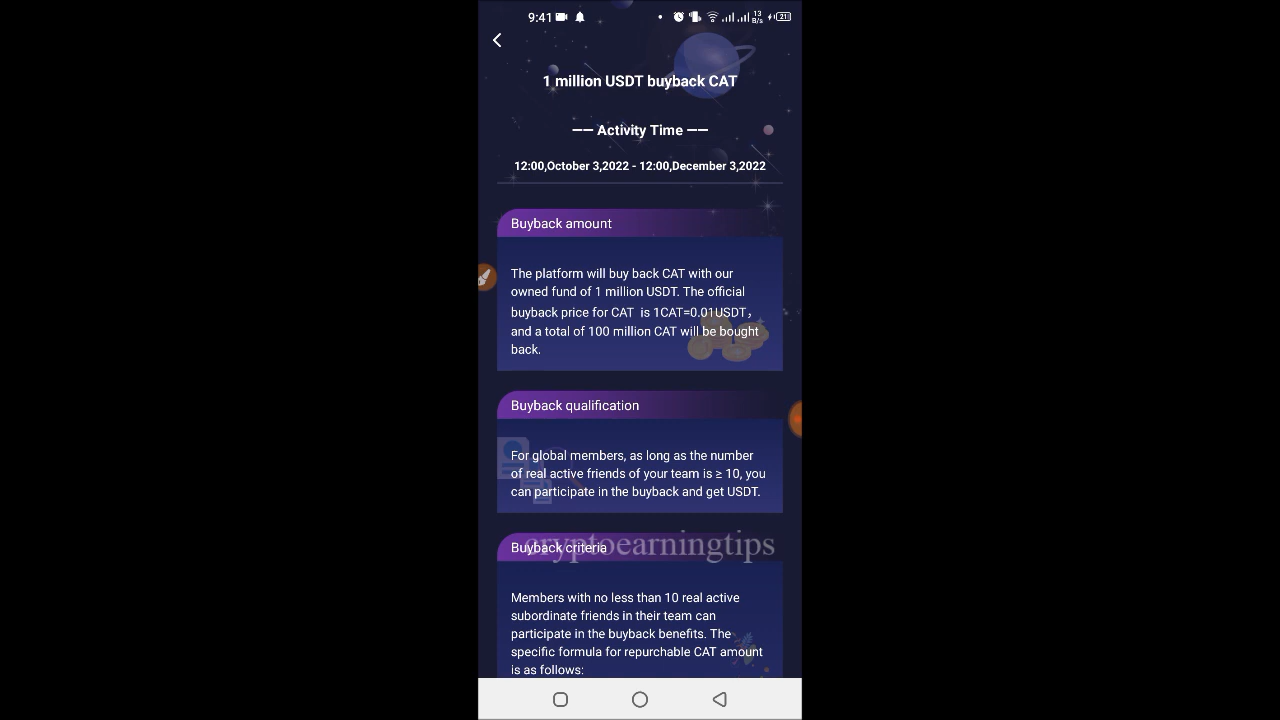 9:41
13
B/s
21
1 million USDT buyback CAT
—— Activity Time ——
12:00,October 3,2022 - 12:00,December 3,2022
Buyback amount
The platform will buy back CAT with our
owned fund of 1 million USDT. The official
buyback price for CAT  is 1CAT=0.01USDT，
and a total of 100 million CAT will be bought
back.
Buyback qualification
For global members, as long as the number
of real active friends of your team is ≥ 10, you
can participate in the buyback and get USDT.
cryptoearningtips
Buyback criteria
Members with no less than 10 real active
subordinate friends in their team can
participate in the buyback benefits. The
specific formula for repurchable CAT amount
is as follows: